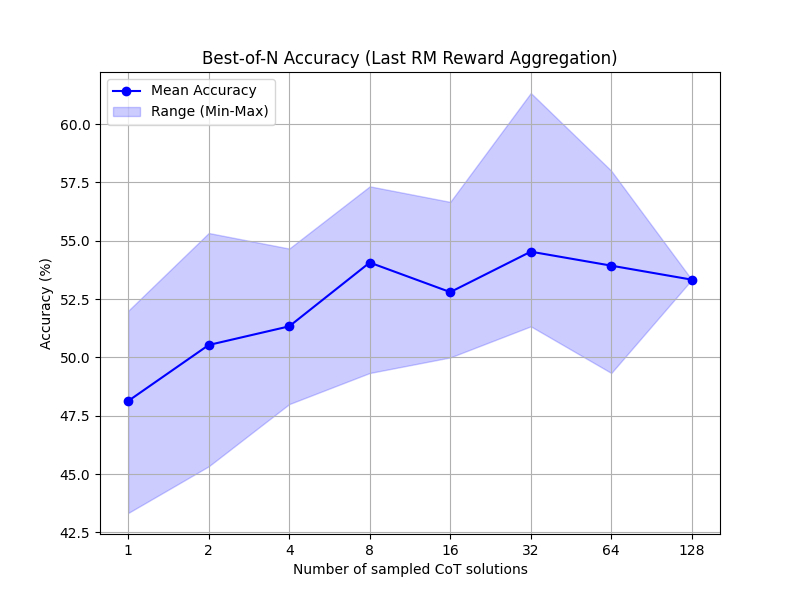 Best-of-N Accuracy (Last RM Reward Aggregation)
Mean Accuracy
Range (Min-Max)
Accuracy (%)
60.0
57.5
55.0
52.5
50.0
47.5
45.0
42.5
1 2 4 8 16 32 64 128
Number of sampled CoT solutions